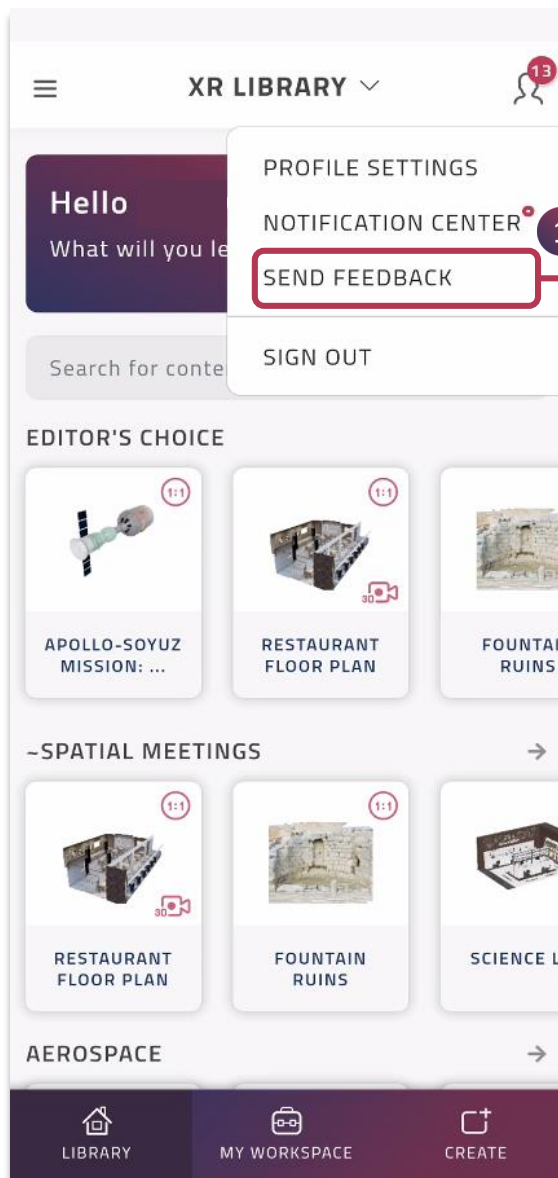 XR LIBRARY
13
PROFILE SETTINGS
Hello
NOTIFICATION CENTER
What will you le
SEND FEEDBACK
SIGN OUT
Search for conte
EDITOR'S CHOICE
1:1
1:1
3D
APOLLO-SOYUZ
MISSION: ...
RESTAURANT
FLOOR PLAN
FOUNTAI
RUINS
~SPATIAL MEETINGS
1:1
1:1
3D
RESTAURANT
FLOOR PLAN
FOUNTAIN
RUINS
SCIENCE L
AEROSPACE
LIBRARY
MY WORKSPACE
CREATE